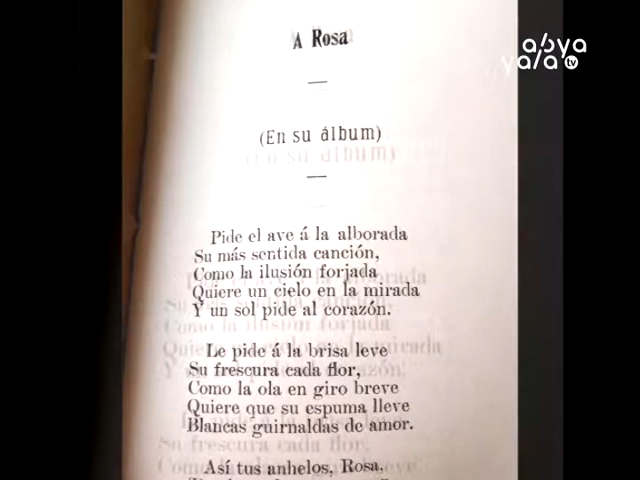 abya
yala tv
A Rosa
(En su álbum)
Pide el ave á la alborada
Su más sentida canción,
Como la ilusión forjada
Quiere un cielo en la mirada
Y un sol pide al corazón.
Le pide á la brisa leve
Su frescura cada flor,
Como la ola en giro breve
Quiere que su espuma lleve
Blancas guirnaldas de amor.
Así tus anhelos, Rosa,